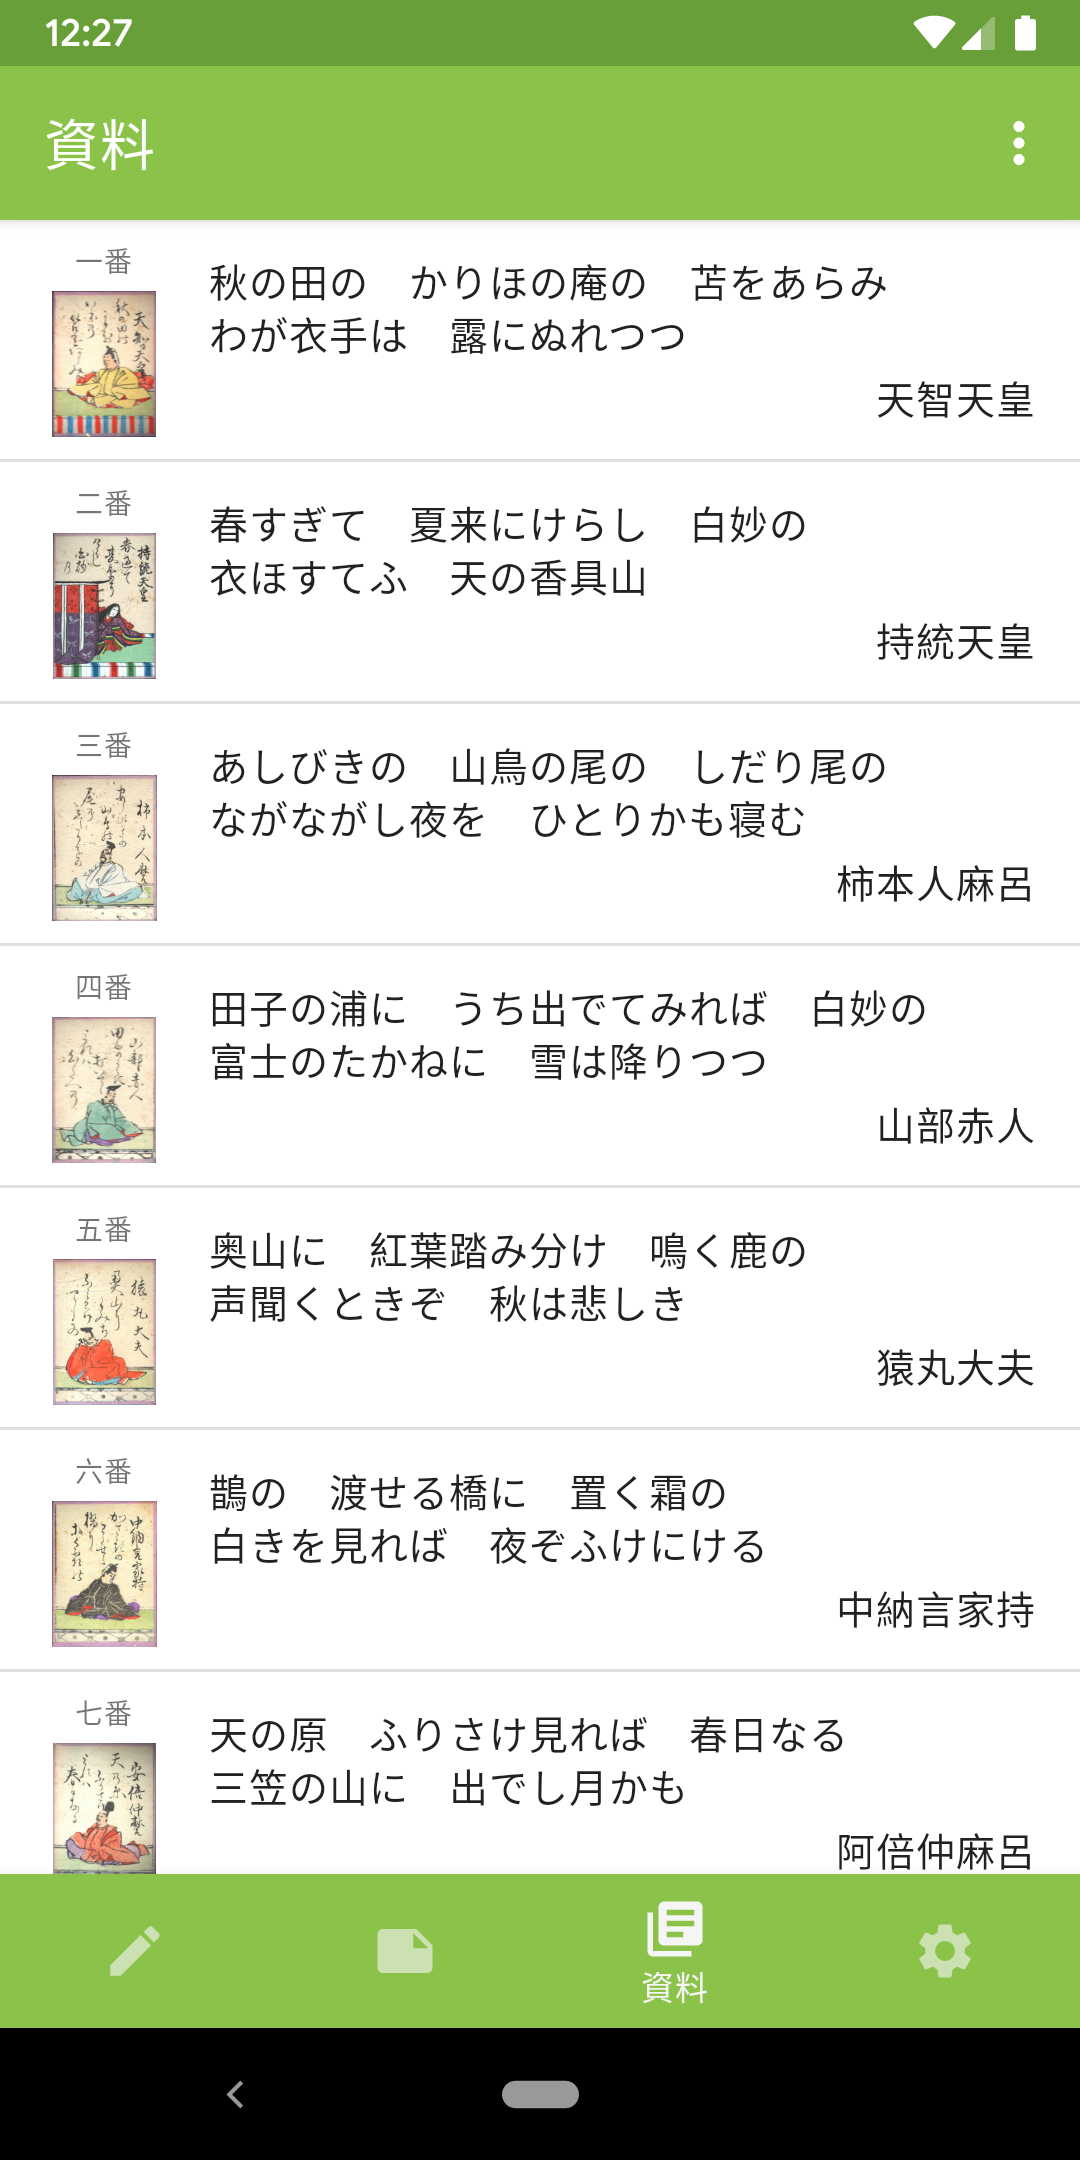 12:27
資料
一番
秋の田の　かりほの庵の　苫をあらみ
わが衣手は　露にぬれつつ
天智天皇
二番
春すぎて　夏来にけらし　白妙の
衣ほすてふ　天の香具山
持統天皇
三番
あしびきの　山鳥の尾の　しだり尾の
ながながし夜を　ひとりかも寝む
柿本人麻呂
四番
田子の浦に　うち出でてみれば　白妙の
富士のたかねに　雪は降りつつ
山部赤人
五番
奥山に　紅葉踏み分け　鳴く鹿の
声聞くときぞ　秋は悲しき
猿丸大夫
六番
鵲の　渡せる橋に　置く霜の
白きを見れば　夜ぞふけにける
中納言家持
七番
天の原　ふりさけ見れば　春日なる
三笠の山に　出でし月かも
阿倍仲麻呂
資料